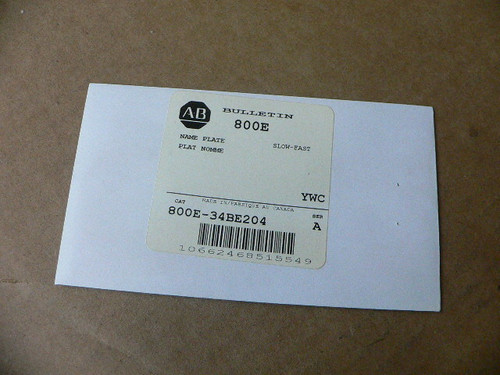 AB
BULLETIN
800E
NAME PLATE SLOW-FAST
PLAT NOMME
YWC
MADE IN/FABRIQUE AU CANADA
CAT SER
800E-34BE204 A
10662468515549